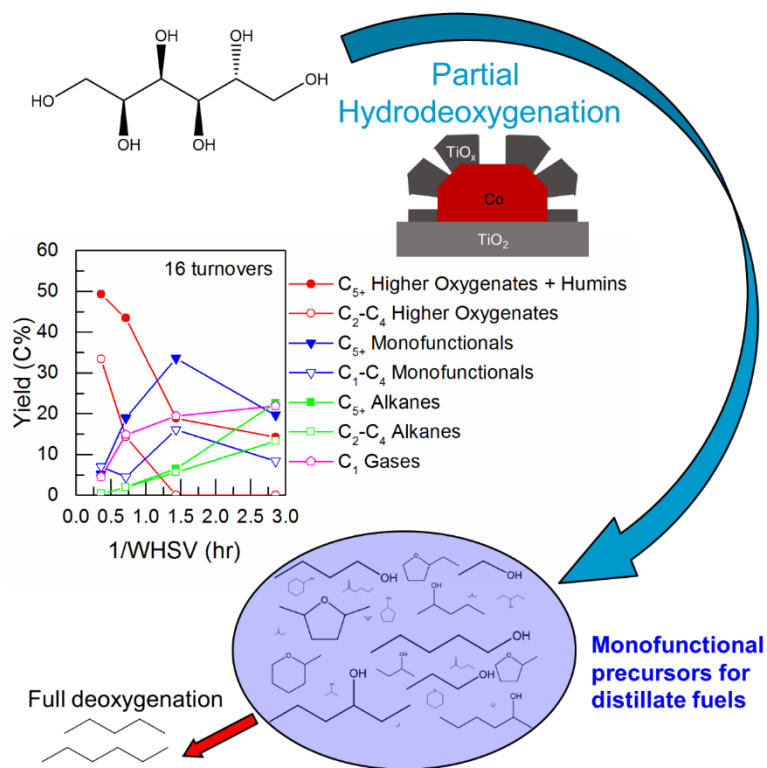 OH
OH
OH
HO
OH
OH
Partial
Hydrodeoxygenation
TiOₓ
Co
TiO₂
60
50
40
30
20
10
0
Yield (C%)
16 turnovers
0.0 0.5 1.0 1.5 2.0 2.5 3.0
1/WHSV (hr)
C₅₊ Higher Oxygenates + Humins
C₂-C₄ Higher Oxygenates
C₅₊ Monofunctionals
C₁-C₄ Monofunctionals
C₅₊ Alkanes
C₂-C₄ Alkanes
C₁ Gases
OH
O
OH
O
OH
OH
O
OH
OH
O
OH
OH
Monofunctional
precursors for
distillate fuels
Full deoxygenation